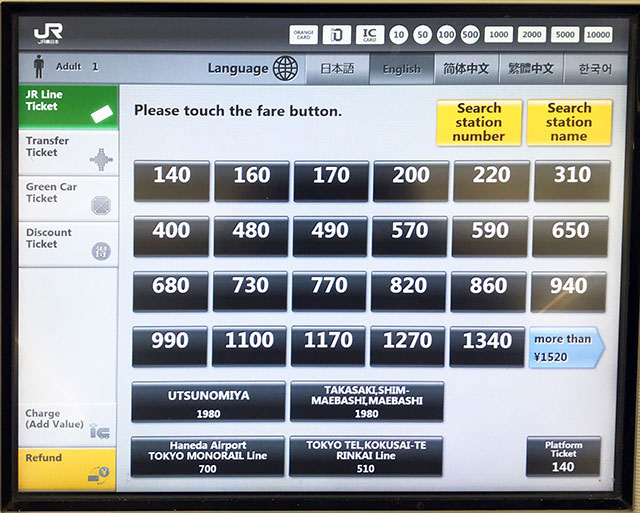 JR
JR東日本
ORANGE CARD
IC CARD
10 50 100 500 1000 2000 5000 10000
Adult 1
Language 日本語 English 简体中文 繁體中文 한국어
JR Line
Ticket
Transfer
Ticket
Green Car
Ticket
Discount
Ticket
得
Charge
(Add Value)
Refund
Please touch the fare button.
Search
station
number
Search
station
name
140 160 170 200 220 310
400 480 490 570 590 650
680 730 770 820 860 940
990 1100 1170 1270 1340
more than
¥1520
UTSUNOMIYA
1980
TAKASAKI,SHIM-
MAEBASHI,MAEBASHI
1980
Haneda Airport
TOKYO MONORAIL Line
700
TOKYO TEL,KOKUSAI-TE
RINKAI Line
510
Platform
Ticket
140